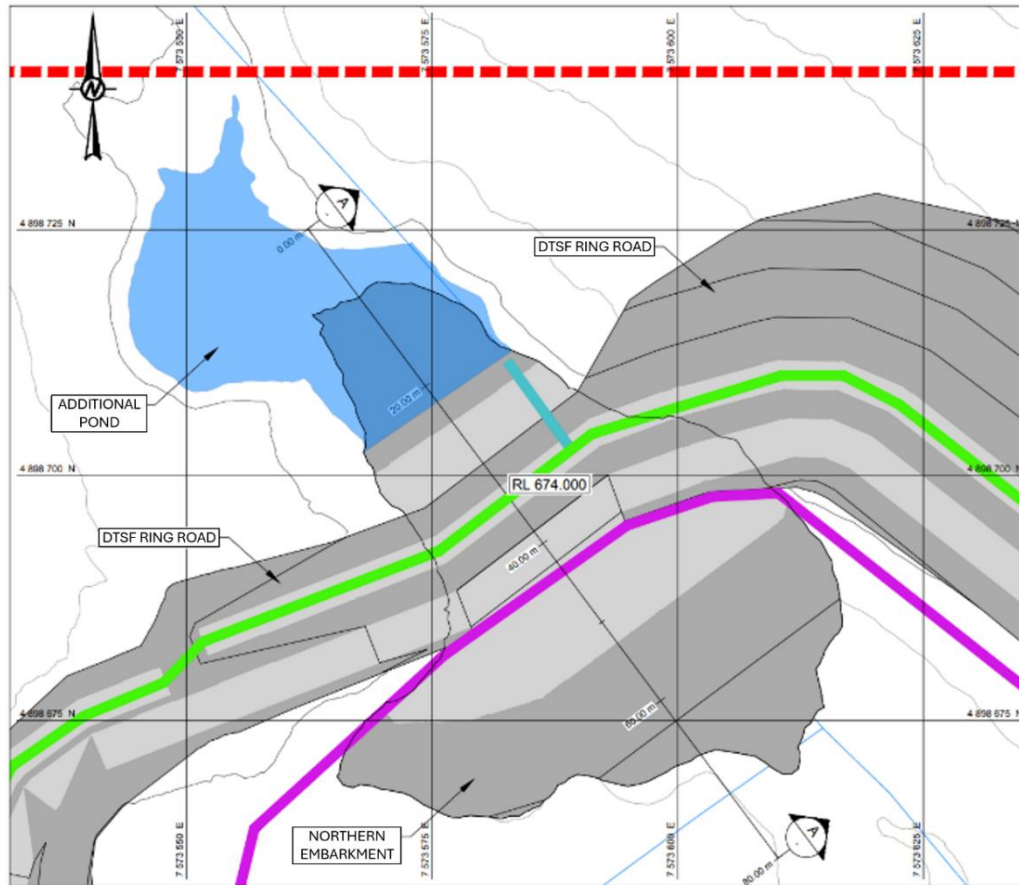 7 573 550 E
7 573 575 E
7 573 600 E
7 573 625 E
N
A
4 898 725 N
4 898 725 N
0.00 m
DTSF RING ROAD
ADDITIONAL
POND
20.00 m
4 898 700 N
4 898 700 N
RL 674.000
DTSF RING ROAD
40.00 m
60.00 m
4 898 675 N
4 898 675 N
NORTHERN
EMBARKMENT
A
80.00 m
7 573 550 E
7 573 575 E
7 573 600 E
7 573 625 E